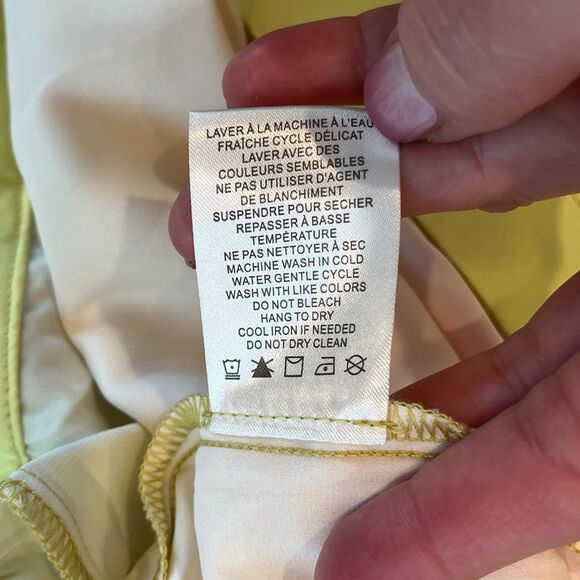 LAVER À LA MACHINE À L'EAU
FRAÎCHE CYCLE DÉLICAT
LAVER AVEC DES
COULEURS SEMBLABLES
NE PAS UTILISER D'AGENT
DE BLANCHIMENT
SUSPENDRE POUR SECHER
REPASSER À BASSE
TEMPÉRATURE
NE PAS NETTOYER À SEC
MACHINE WASH IN COLD
WATER GENTLE CYCLE
WASH WITH LIKE COLORS
DO NOT BLEACH
HANG TO DRY
COOL IRON IF NEEDED
DO NOT DRY CLEAN